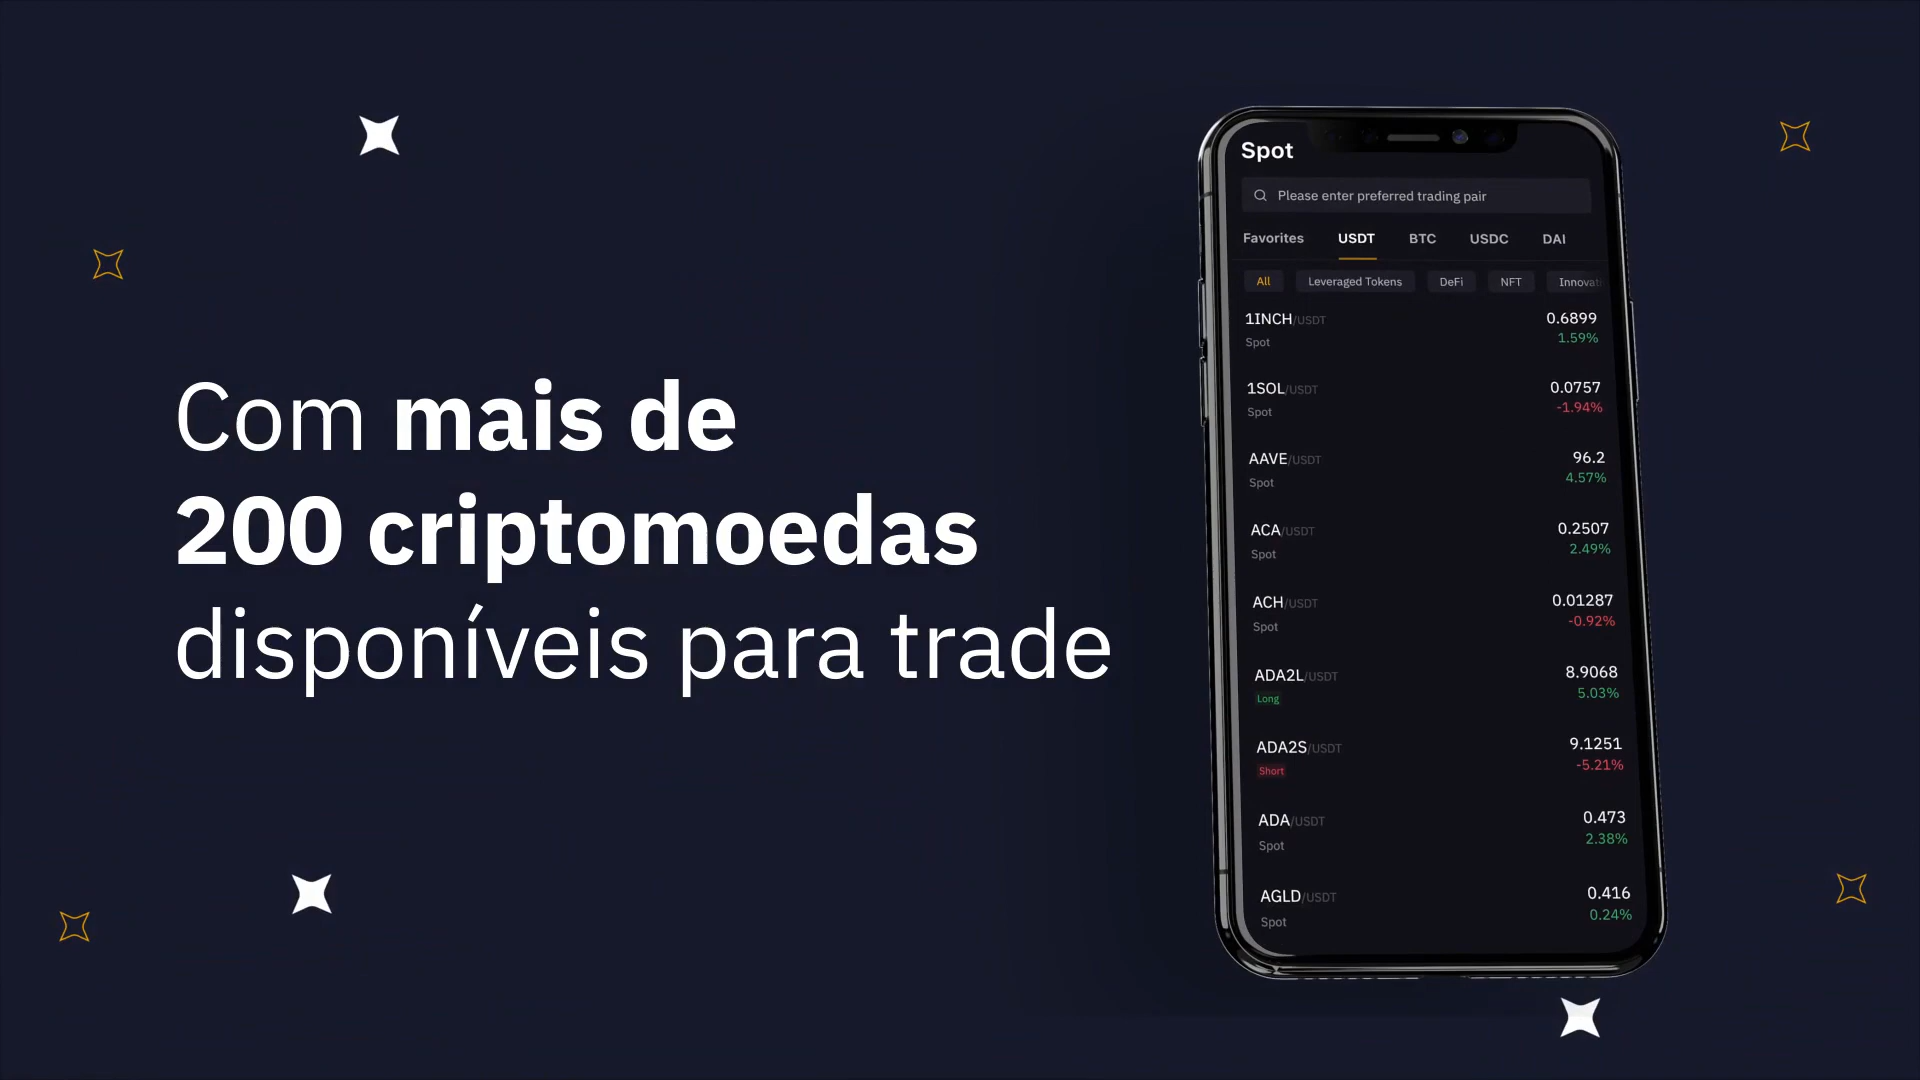 Com mais de
200 criptomoedas
disponíveis para trade
Spot
Please enter preferred trading pair
Favorites USDT BTC USDC DAI
All Leveraged Tokens DeFi NFT
1INCH/USDT 0.6899
Spot 1.59%
1SOL/USDT 0.0757
Spot -1.94%
AAVE/USDT 96.2
Spot 4.57%
ACA/USDT 0.2507
Spot 2.49%
ACH/USDT 0.01287
Spot -0.92%
ADA2L/USDT 8.9068
Long 5.03%
ADA2S/USDT 9.1251
Short -5.21%
ADA/USDT 0.473
Spot 2.38%
AGLD/USDT 0.416
Spot 0.24%